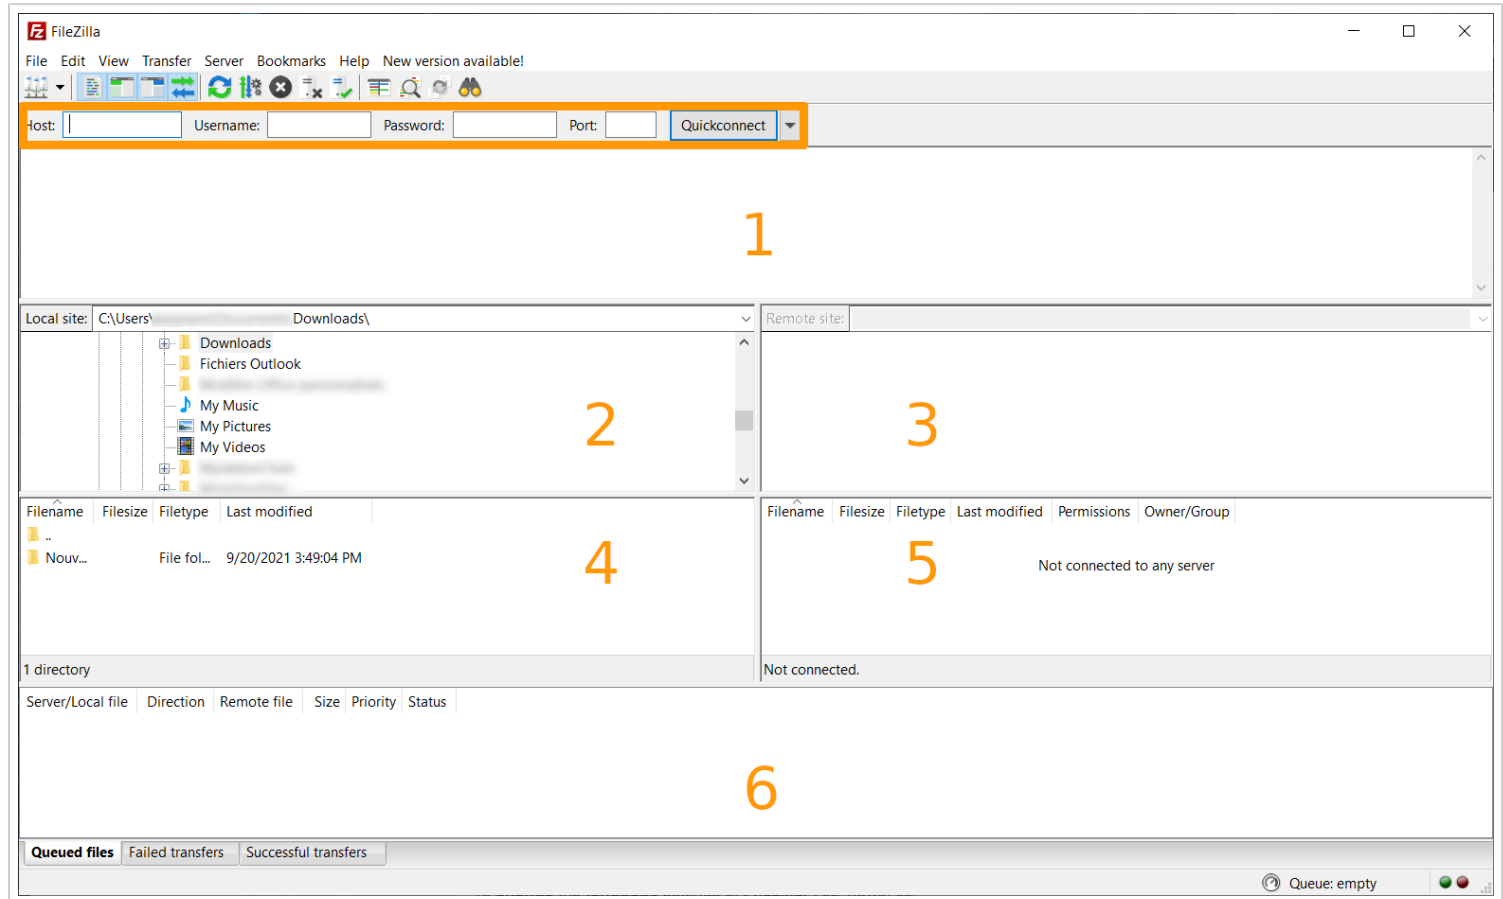 FileZilla
File Edit View Transfer Server Bookmarks Help New version available!
Host: Username: Password: Port: Quickconnect
1
Local site: C:\Users\ Downloads\
Remote site:
Downloads
Fichiers Outlook
My Music
My Pictures
My Videos
2
3
Filename Filesize Filetype Last modified
..
Nouv... File fol... 9/20/2021 3:49:04 PM
4
1 directory
Filename Filesize Filetype Last modified Permissions Owner/Group
Not connected to any server
5
Not connected.
Server/Local file Direction Remote file Size Priority Status
6
Queued files Failed transfers Successful transfers
Queue: empty